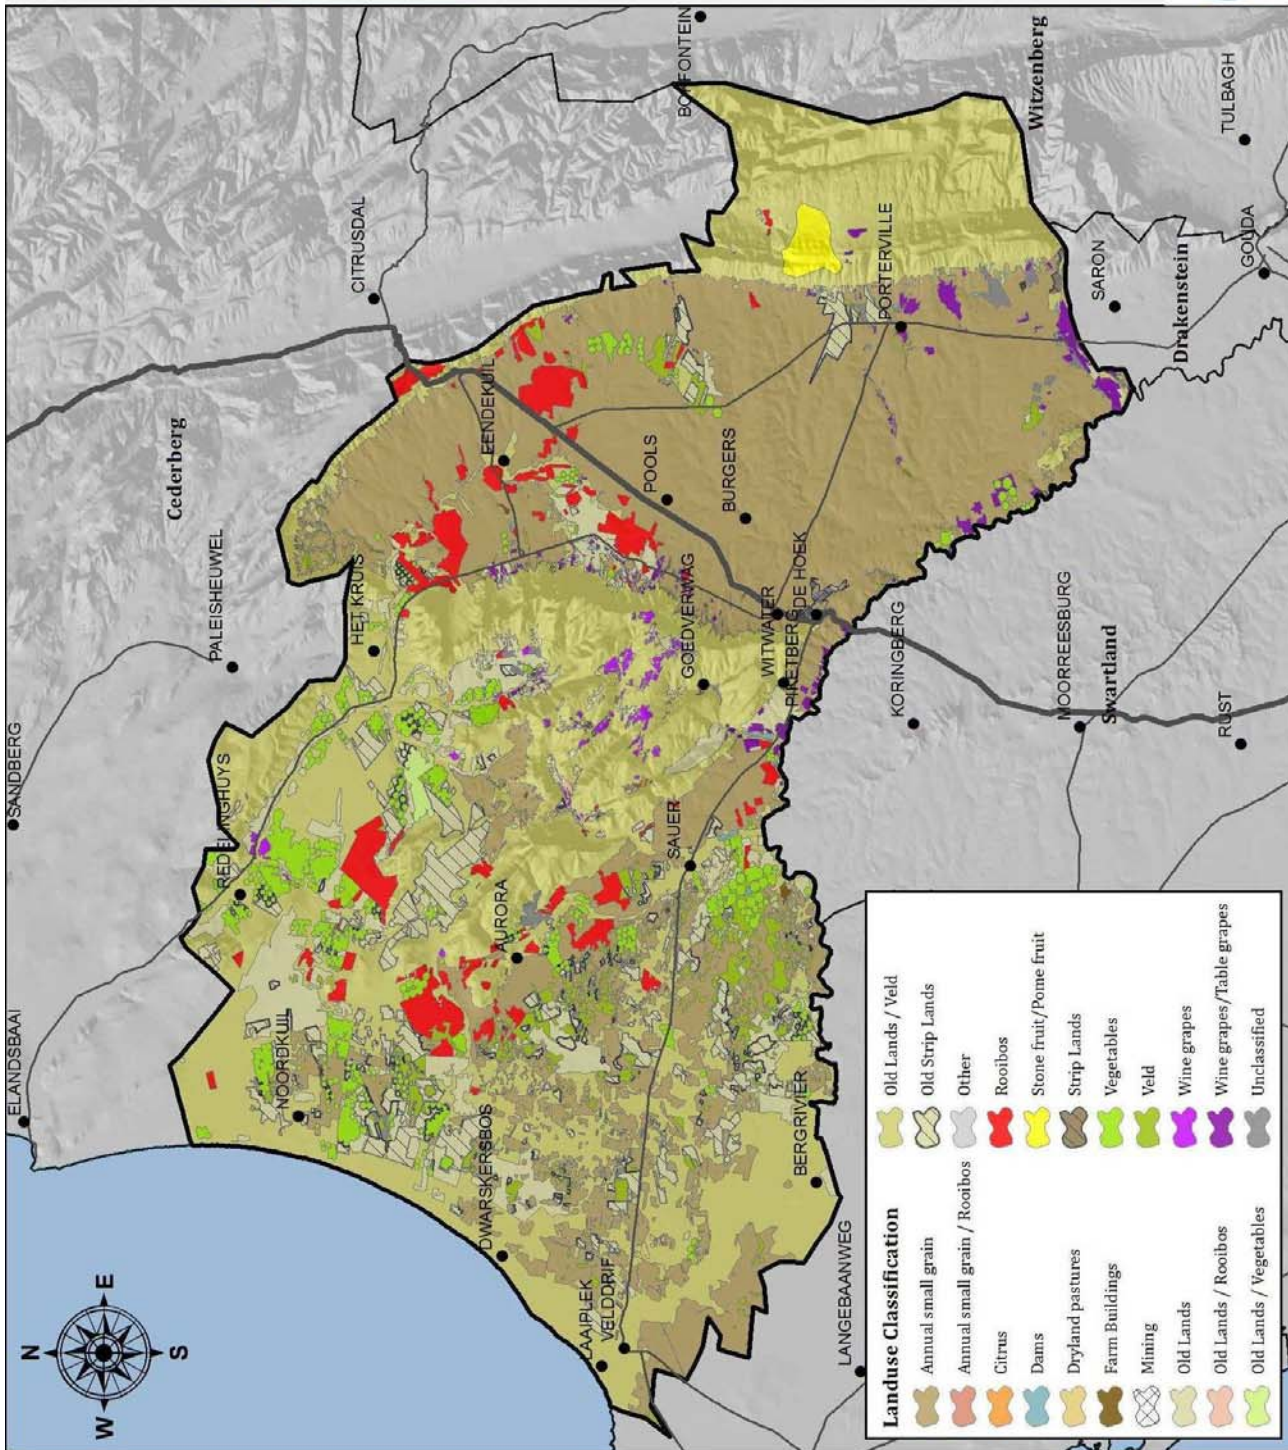 N
W
E
S
ELANDSBAAI
SANDBERG
PALEISHEUWEL
Cederberg
CITRUSDAL
Witzenberg
TULBAGH
REDELINGHUYS
HET KRUIS
NOORDKUIL
EENDEKUIL
AURORA
POOLS
BURGERS
PORTERVILLE
DWARSKERSBOS
GOEDVERWAG
SARON
GOUDA
Drakenstein
LAAIPLEK
VELDDRIF
SAUER
WITWATER
PIKETBERG
DE HOEK
KORINGBERG
BERGRIVIER
LANGEBAANWEG
MOORREESBURG
Swartland
RUST
Landuse Classification
Annual small grain
Annual small grain / Rooibos
Citrus
Dams
Dryland pastures
Farm Buildings
Mining
Old Lands
Old Lands / Rooibos
Old Lands / Vegetables
Old Lands / Veld
Old Strip Lands
Other
Rooibos
Stone fruit/Pome fruit
Strip Lands
Vegetables
Veld
Wine grapes
Wine grapes/Table grapes
Unclassified